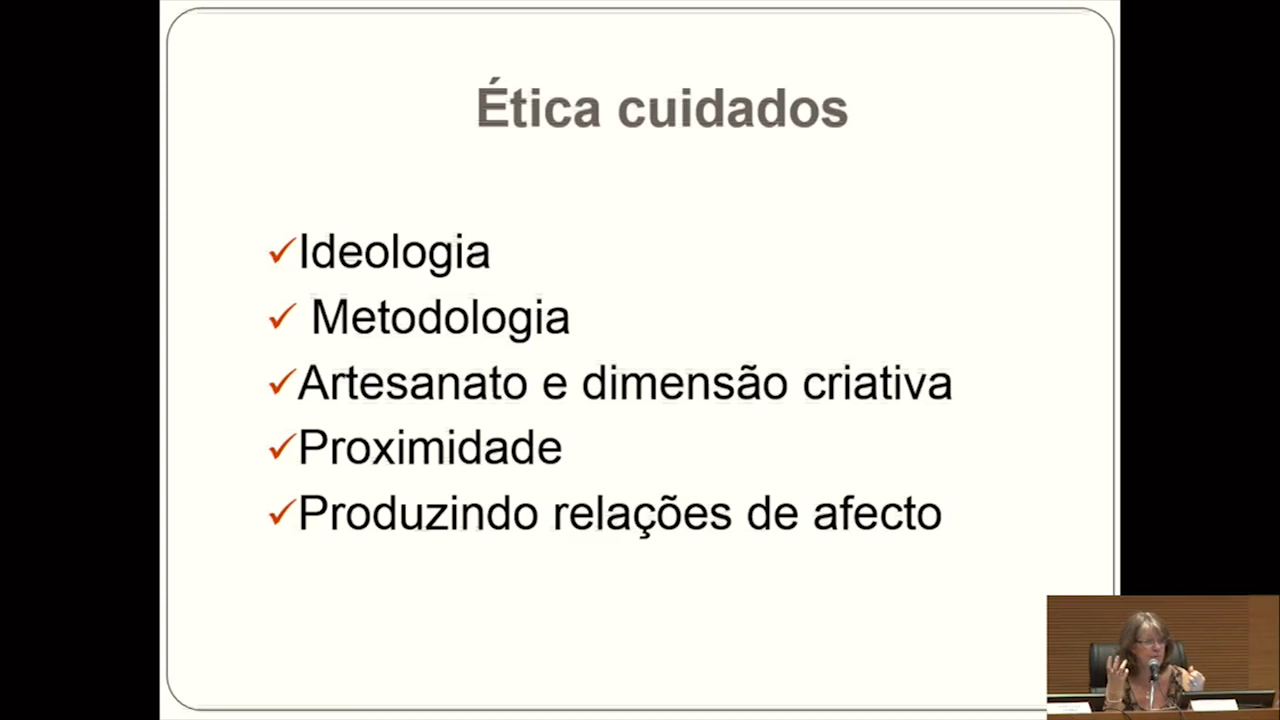 Ética cuidados
Ideologia
Metodologia
Artesanato e dimensão criativa
Proximidade
Produzindo relações de afecto